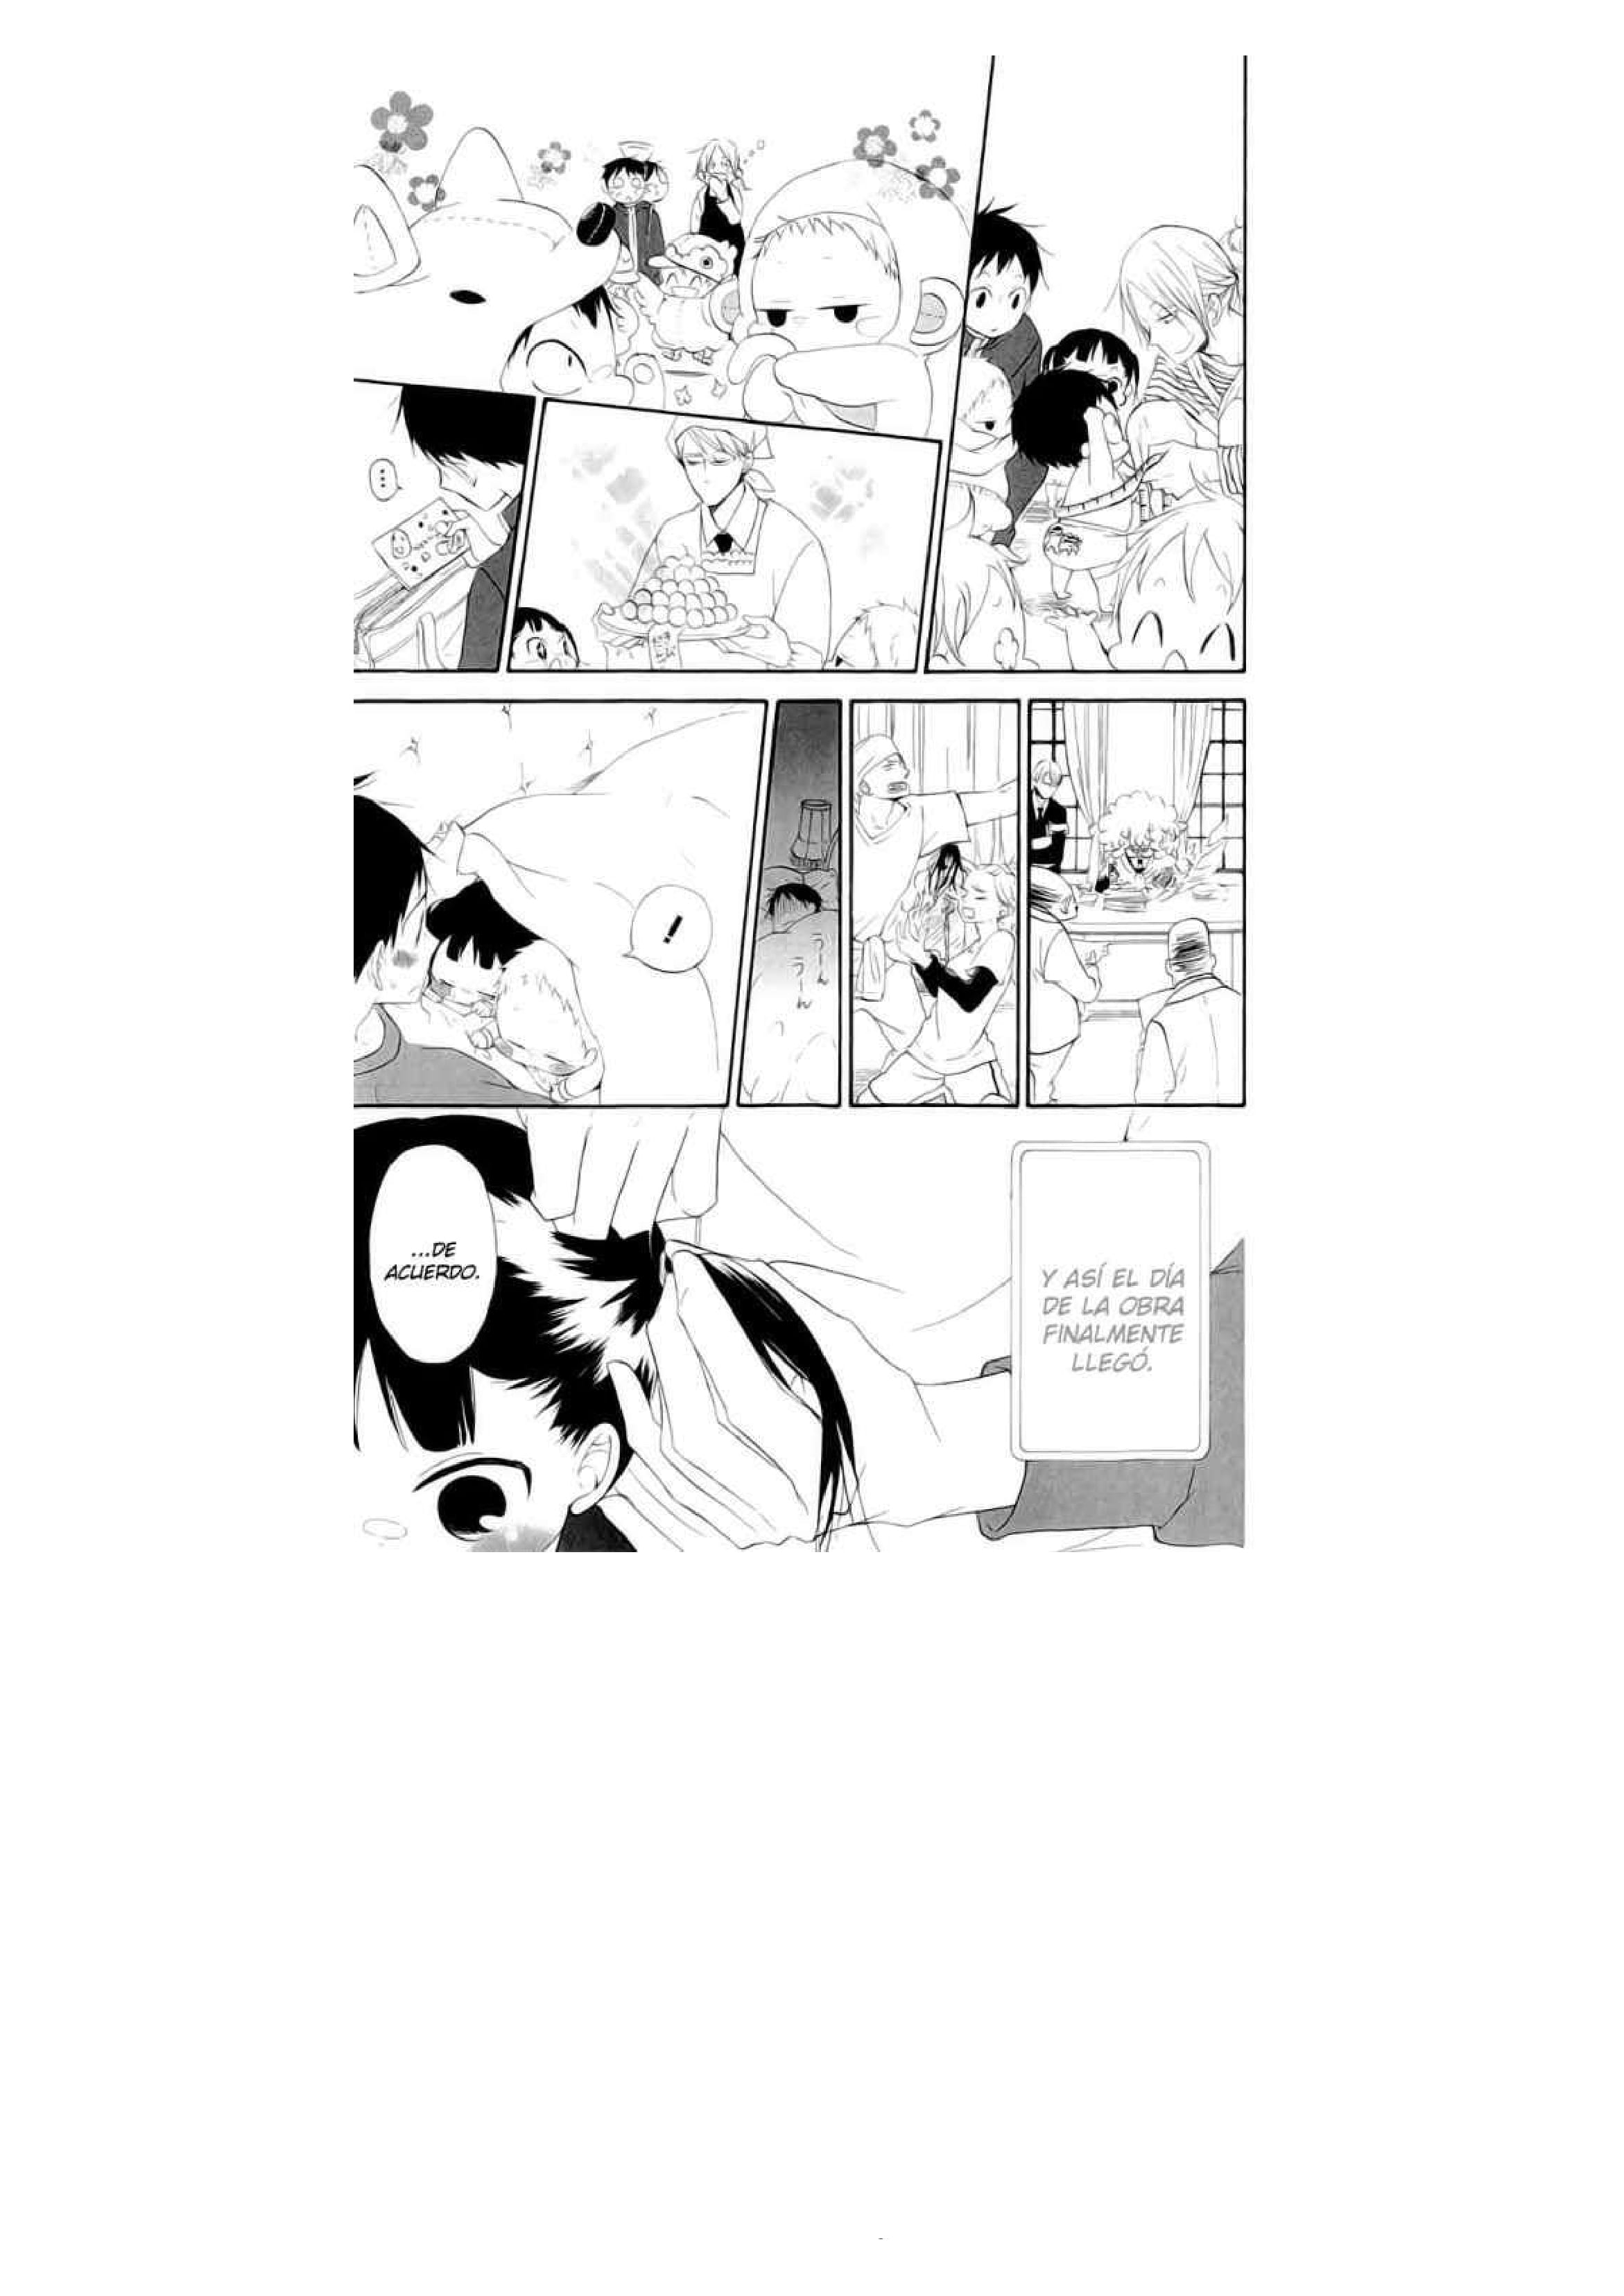 ...
!
うーん
うーん
Y ASÍ EL DÍA
DE LA OBRA
FINALMENTE
LLEGÓ.
...DE
ACUERDO.